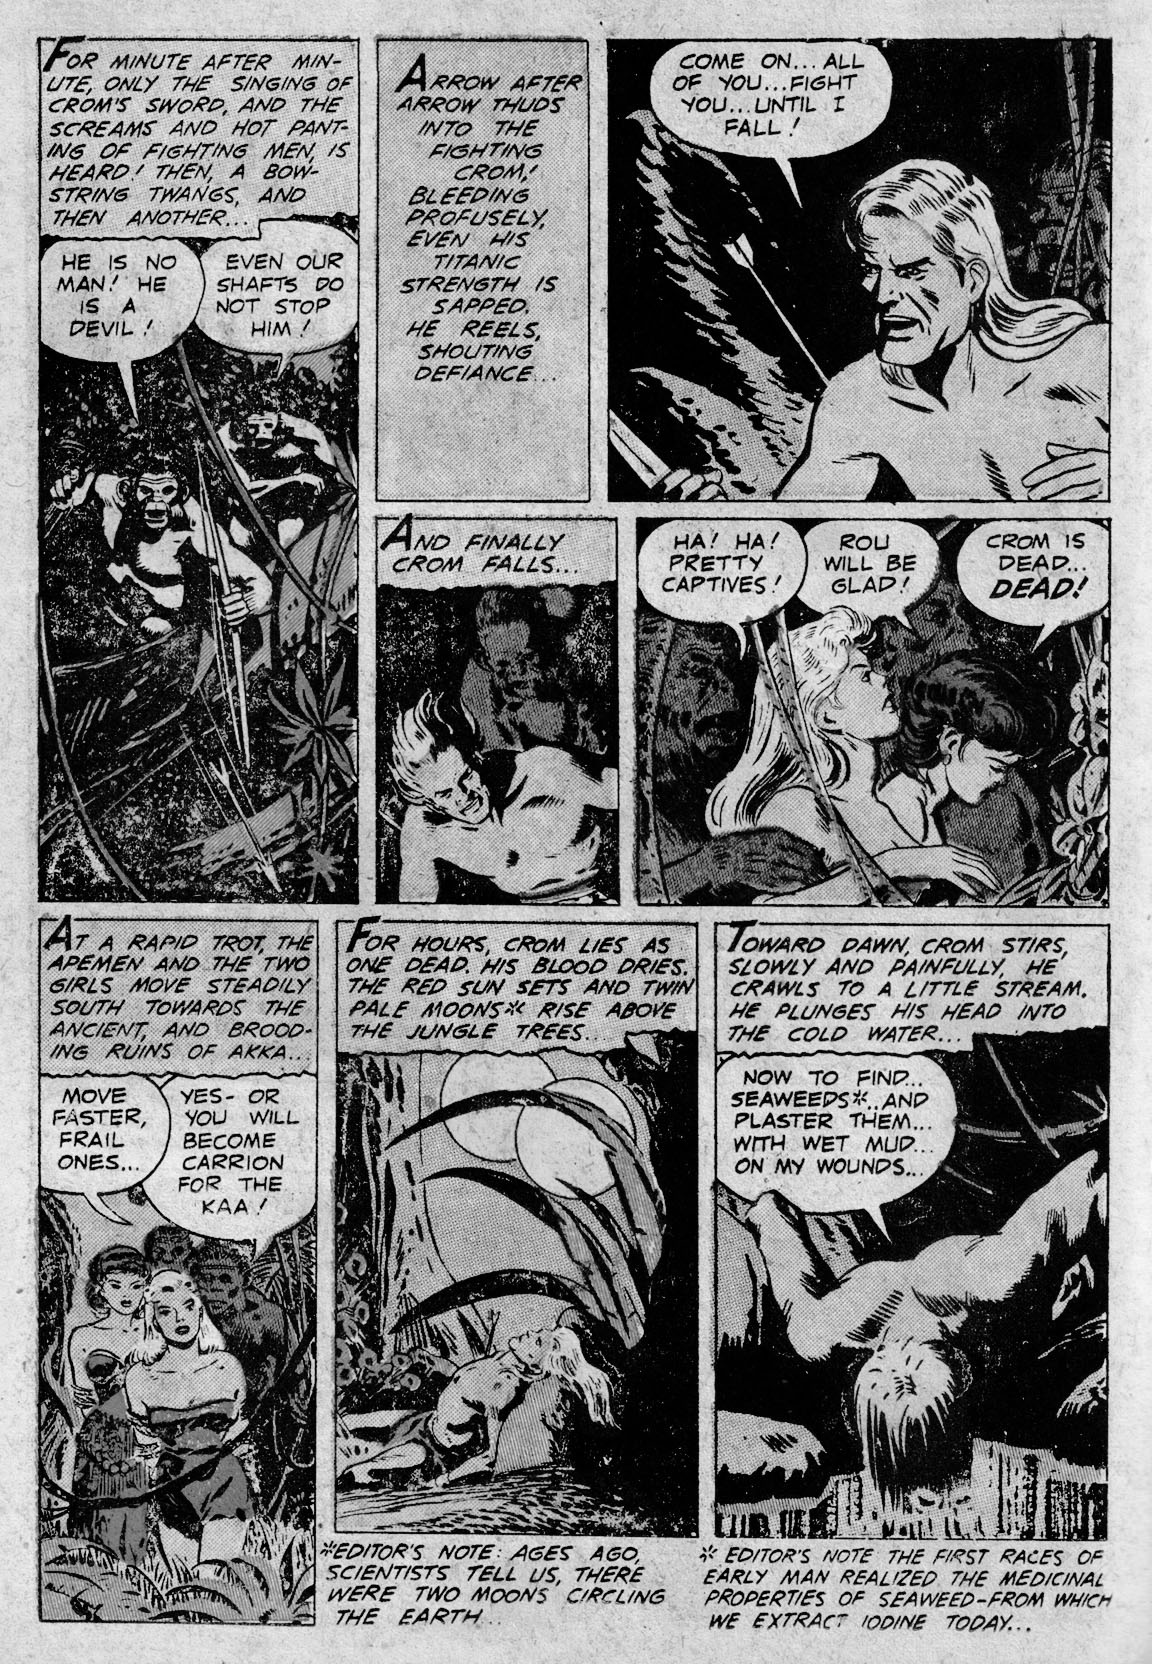 FOR MINUTE AFTER MIN-
UTE, ONLY THE SINGING OF
CROM'S SWORD, AND THE
SCREAMS AND HOT PANT-
ING OF FIGHTING MEN, IS
HEARD! THEN, A BOW-
STRING TWANGS, AND
THEN ANOTHER...
HE IS NO
MAN! HE
IS A
DEVIL!
EVEN OUR
SHAFTS DO
NOT STOP
HIM!
ARROW AFTER
ARROW THUDS
INTO THE
FIGHTING
CROM!
BLEEDING
PROFUSELY,
EVEN HIS
TITANIC
STRENGTH IS
SAPPED.
HE REELS,
SHOUTING
DEFIANCE...
COME ON... ALL
OF YOU...FIGHT
YOU...UNTIL I
FALL!
AND FINALLY
CROM FALLS...
HA! HA!
PRETTY
CAPTIVES!
ROU
WILL BE
GLAD!
CROM IS
DEAD...
DEAD!
AT A RAPID TROT, THE
APEMEN AND THE TWO
GIRLS MOVE STEADILY
SOUTH TOWARDS THE
ANCIENT, AND BROOD-
ING RUINS OF AKKA...
MOVE
FASTER,
FRAIL
ONES...
YES- OR
YOU WILL
BECOME
CARRION
FOR THE
KAA!
FOR HOURS, CROM LIES AS
ONE DEAD. HIS BLOOD DRIES.
THE RED SUN SETS AND TWIN
PALE MOONS* RISE ABOVE
THE JUNGLE TREES...
*EDITOR'S NOTE: AGES AGO,
SCIENTISTS TELL US, THERE
WERE TWO MOONS CIRCLING
THE EARTH...
TOWARD DAWN, CROM STIRS,
SLOWLY AND PAINFULLY, HE
CRAWLS TO A LITTLE STREAM.
HE PLUNGES HIS HEAD INTO
THE COLD WATER...
NOW TO FIND...
SEAWEEDS*...AND
PLASTER THEM...
WITH WET MUD...
ON MY WOUNDS...
* EDITOR'S NOTE THE FIRST RACES OF
EARLY MAN REALIZED THE MEDICINAL
PROPERTIES OF SEAWEED-FROM WHICH
WE EXTRACT IODINE TODAY...